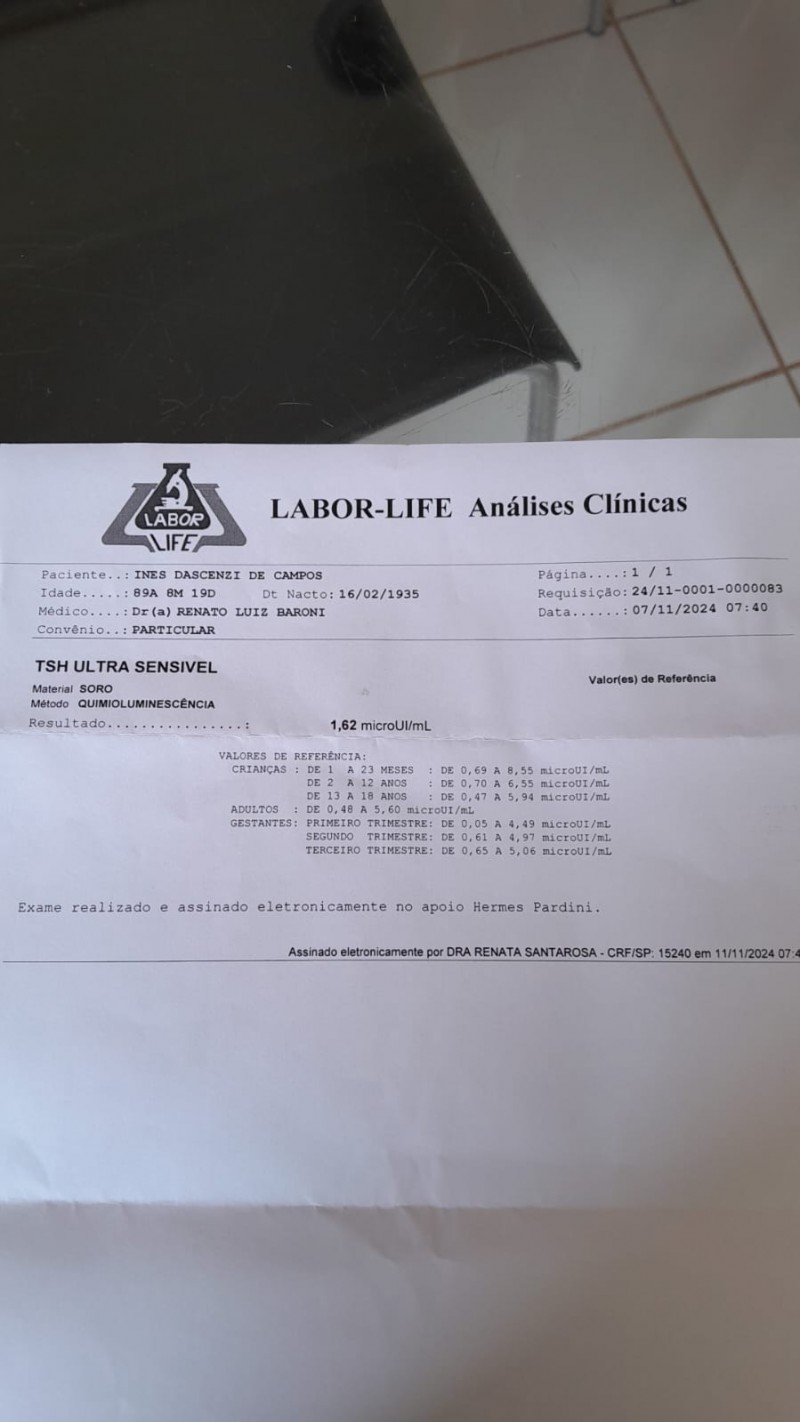 LABOR
LIFE
LABOR-LIFE Análises Clínicas
Paciente..: INES DASCENZI DE CAMPOS Página....: 1 / 1
Idade.....: 89A 8M 19D Dt Nacto: 16/02/1935 Requisição: 24/11-0001-0000083
Médico....: Dr(a) RENATO LUIZ BARONI Data......: 07/11/2024 07:40
Convênio..: PARTICULAR
TSH ULTRA SENSIVEL
Valor(es) de Referência
Material SORO
Método QUIMIOLUMINESCÊNCIA
Resultado................: 1,62 microUI/mL
VALORES DE REFERÊNCIA:
CRIANÇAS : DE 1 A 23 MESES : DE 0,69 A 8,55 microUI/mL
DE 2 A 12 ANOS : DE 0,70 A 6,55 microUI/mL
DE 13 A 18 ANOS : DE 0,47 A 5,94 microUI/mL
ADULTOS : DE 0,48 A 5,60 microUI/mL
GESTANTES: PRIMEIRO TRIMESTRE: DE 0,05 A 4,49 microUI/mL
SEGUNDO TRIMESTRE: DE 0,61 A 4,97 microUI/mL
TERCEIRO TRIMESTRE: DE 0,65 A 5,06 microUI/mL
Exame realizado e assinado eletronicamente no apoio Hermes Pardini.
Assinado eletronicamente por DRA RENATA SANTAROSA - CRF/SP: 15240 em 11/11/2024 07:4